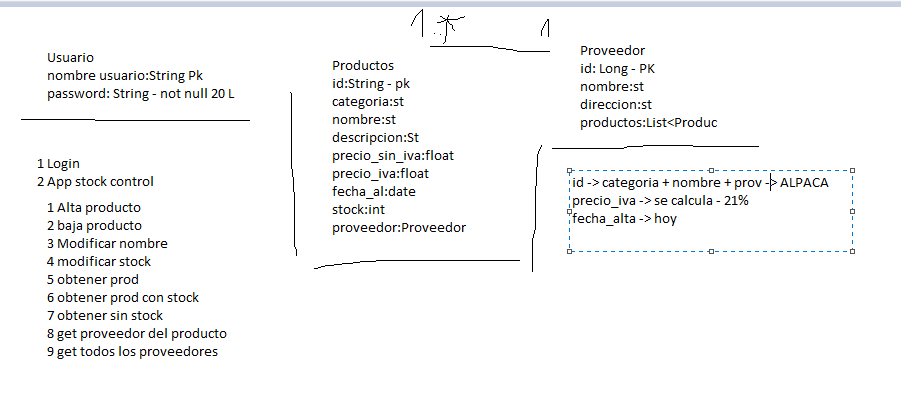 1..* 1
Usuario
nombre usuario:String Pk
password: String - not null 20 L
1 Login
2 App stock control
1 Alta producto
2 baja producto
3 Modificar nombre
4 modificar stock
5 obtener prod
6 obtener prod con stock
7 obtener sin stock
8 get proveedor del producto
9 get todos los proveedores
Productos
id:String - pk
categoria:st
nombre:st
descripcion:St
precio_sin_iva:float
precio_iva:float
fecha_al:date
stock:int
proveedor:Proveedor
Proveedor
id: Long - PK
nombre:st
direccion:st
productos:List<Produc
id -> categoria + nombre + prov -> ALPACA
precio_iva -> se calcula - 21%
fecha_alta -> hoy